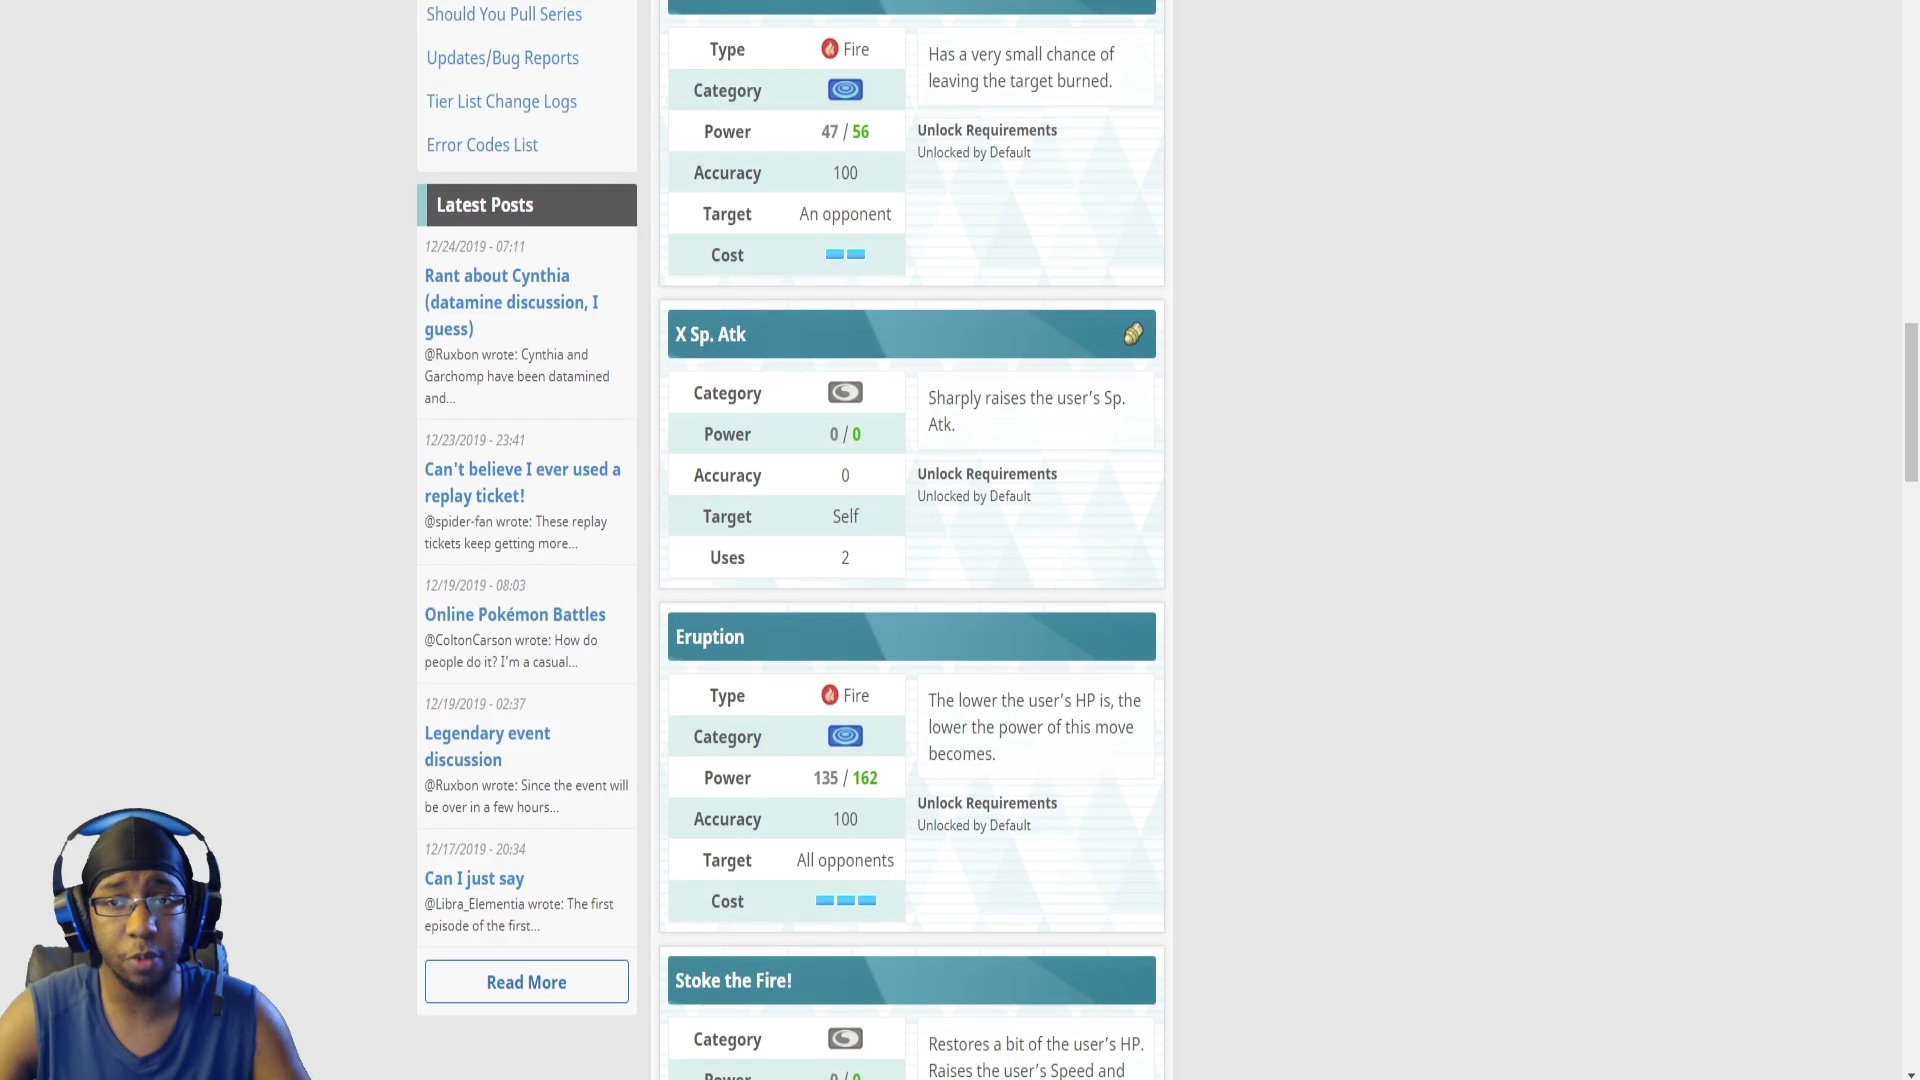 Should You Pull Series
Updates/Bug Reports
Tier List Change Logs
Error Codes List
Latest Posts
12/24/2019 - 07:11
Rant about Cynthia
(datamine discussion, I
guess)
@Ruxbon wrote: Cynthia and
Garchomp have been datamined
and...
12/23/2019 - 23:41
Can't believe I ever used a
replay ticket!
@spider-fan wrote: These replay
tickets keep getting more...
12/19/2019 - 08:03
Online Pokémon Battles
@ColtonCarson wrote: How do
people do it? I'm a casual...
12/19/2019 - 02:37
Legendary event
discussion
@Ruxbon wrote: Since the event will
be over in a few hours...
12/17/2019 - 20:34
Can I just say
@Libra_Elementia wrote: The first
episode of the first...
Read More
Type Fire
Category
Power 47 / 56
Accuracy 100
Target An opponent
Cost
Has a very small chance of
leaving the target burned.
Unlock Requirements
Unlocked by Default
X Sp. Atk
Category
Power 0 / 0
Accuracy 0
Target Self
Uses 2
Sharply raises the user's Sp.
Atk.
Unlock Requirements
Unlocked by Default
Eruption
Type Fire
Category
Power 135 / 162
Accuracy 100
Target All opponents
Cost
The lower the user's HP is, the
lower the power of this move
becomes.
Unlock Requirements
Unlocked by Default
Stoke the Fire!
Category
Power 0 / 0
Restores a bit of the user's HP.
Raises the user's Speed and